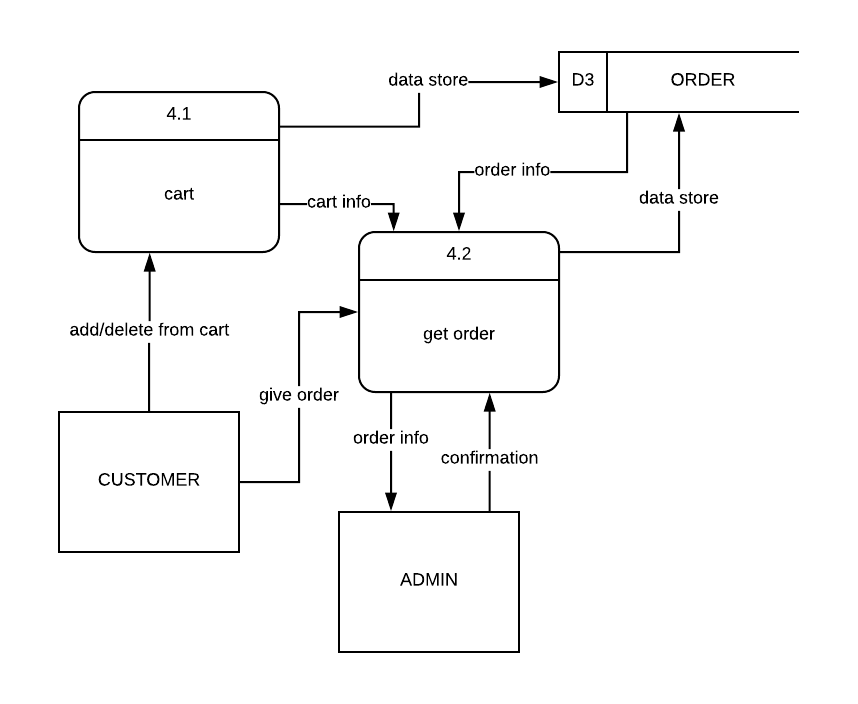 data store
D3
ORDER
4.1
cart
order info
data store
cart info
4.2
get order
add/delete from cart
give order
order info
confirmation
CUSTOMER
ADMIN